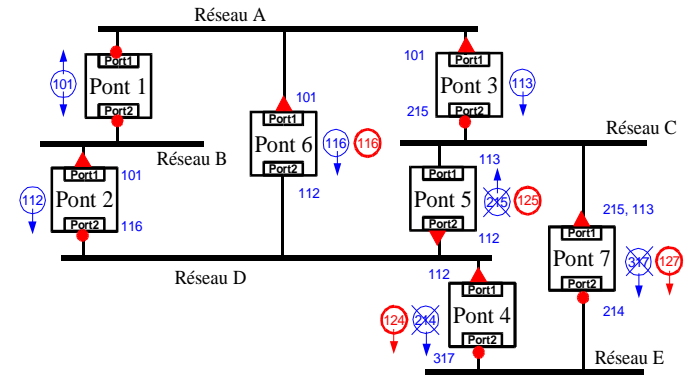 Réseau A
Port1
101
Pont 1
Port2
101
Port1
Pont 6
Port2
116
116
112
101
Port1
Pont 3
215
Port2
113
Réseau B
Réseau C
112
Port1
101
Pont 2
Port2
116
Port1
113
Pont 5
215
125
Port2
112
215, 113
Port1
Pont 7
317
127
Port2
214
Réseau D
112
Port1
124
214
Pont 4
Port2
317
Réseau E